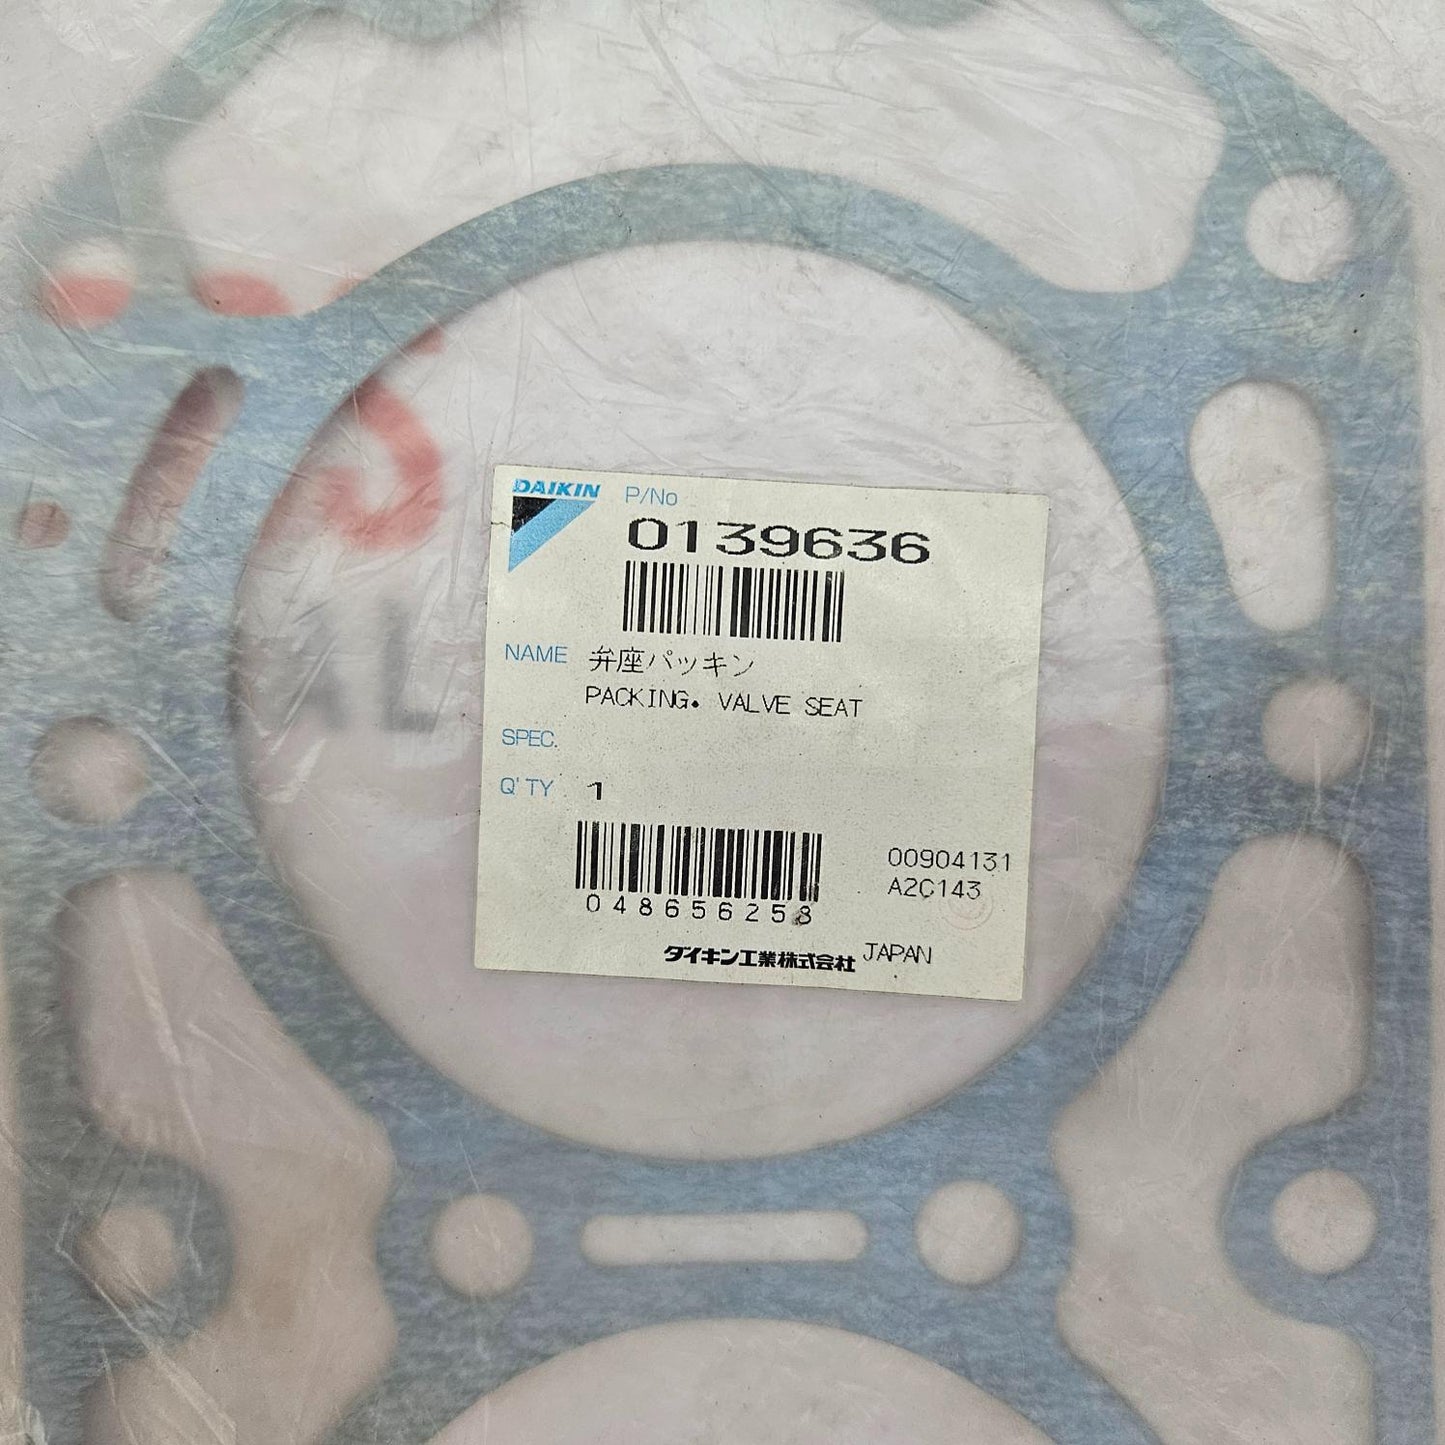 DAIKIN P/No
0139636
NAME 弁座パッキン
PACKING. VALVE SEAT
SPEC.
Q'TY 1
00904131
A2C143
048656258
ダイキン工業株式会社 JAPAN